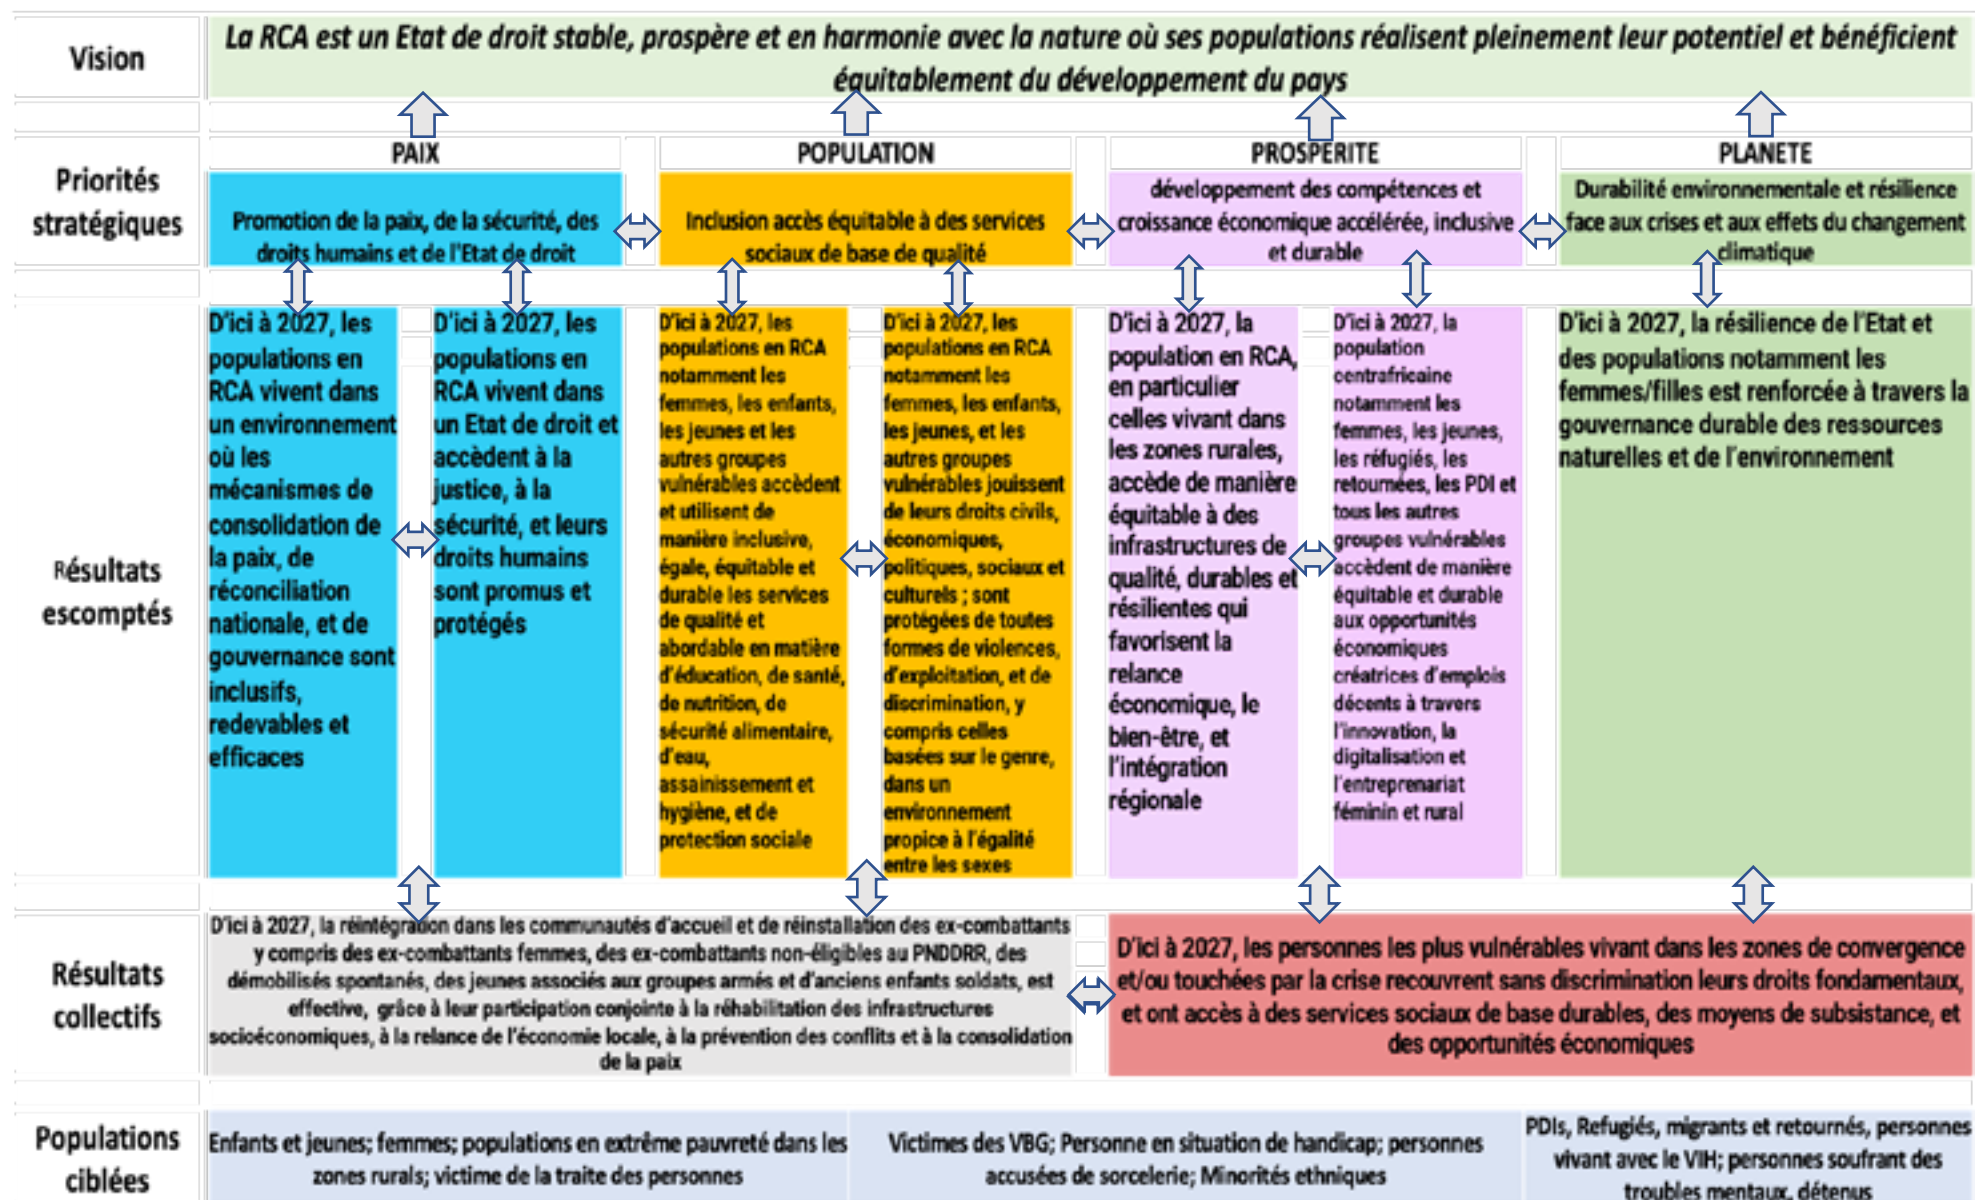 Vision
La RCA est un Etat de droit stable, prospère et en harmonie avec la nature où ses populations réalisent pleinement leur potentiel et bénéficient
équitablement du développement du pays
Priorités
stratégiques
PAIX
Promotion de la paix, de la sécurité, des
droits humains et de l'Etat de droit
POPULATION
Inclusion accès équitable à des services
sociaux de base de qualité
PROSPERITE
développement des compétences et
croissance économique accélérée, inclusive
et durable
PLANETE
Durabilité environnementale et résilience
face aux crises et aux effets du changement
climatique
Résultats
escomptés
D'ici à 2027, les
populations en
RCA vivent dans
un environnement
où les
mécanismes de
consolidation de
la paix, de
réconciliation
nationale, et de
gouvernance sont
inclusifs,
redevables et
efficaces
D'ici à 2027, les
populations en
RCA vivent dans
un Etat de droit et
accèdent à la
justice, à la
sécurité, et leurs
droits humains
sont promus et
protégés
D'ici à 2027, les
populations en RCA
notamment les
femmes, les enfants,
les jeunes et les
autres groupes
vulnérables accèdent
et utilisent de
manière inclusive,
égale, équitable et
durable les services
de qualité et
abordable en matière
d'éducation, de santé,
de nutrition, de
sécurité alimentaire,
d'eau,
assainissement et
hygiène, et de
protection sociale
D'ici à 2027, les
populations en RCA
notamment les
femmes, les enfants,
les jeunes, et les
autres groupes
vulnérables jouissent
de leurs droits civils,
économiques,
politiques, sociaux et
culturels ; sont
protégées de toutes
formes de violences,
d'exploitation, et de
discrimination, y
compris celles
basées sur le genre,
dans un
environnement
propice à l'égalité
entre les sexes
D'ici à 2027, la
population en RCA,
en particulier
celles vivant dans
les zones rurales,
accède de manière
équitable à des
infrastructures de
qualité, durables et
résilientes qui
favorisent la
relance
économique, le
bien-être, et
l'intégration
régionale
D'ici à 2027, la
population
centrafricaine
notamment les
femmes, les jeunes,
les réfugiés, les
retournées, les PDI et
tous les autres
groupes vulnérables
accèdent de manière
équitable et durable
aux opportunités
économiques
créatrices d'emplois
décents à travers
l'innovation, la
digitalisation et
l'entreprenariat
féminin et rural
D'ici à 2027, la résilience de l'Etat et
des populations notamment les
femmes/filles est renforcée à travers la
gouvernance durable des ressources
naturelles et de l'environnement
Résultats
collectifs
D'ici à 2027, la réintégration dans les communautés d'accueil et de réinstallation des ex-combattants
y compris des ex-combattants femmes, des ex-combattants non-éligibles au PNDDRR, des
démobilisés spontanés, des jeunes associés aux groupes armés et d'anciens enfants soldats, est
effective, grâce à leur participation conjointe à la réhabilitation des infrastructures
socioéconomiques, à la relance de l'économie locale, à la prévention des conflits et à la consolidation
de la paix
D'ici à 2027, les personnes les plus vulnérables vivant dans les zones de convergence
et/ou touchées par la crise recouvrent sans discrimination leurs droits fondamentaux,
et ont accès à des services sociaux de base durables, des moyens de subsistance, et
des opportunités économiques
Populations
ciblées
Enfants et jeunes; femmes; populations en extrême pauvreté dans les
zones rurals; victime de la traite des personnes
Victimes des VBG; Personne en situation de handicap; personnes
accusées de sorcelerie; Minorités ethniques
PDIs, Refugiés, migrants et retournés, personnes
vivant avec le VIH; personnes soufrant des
troubles mentaux, détenus